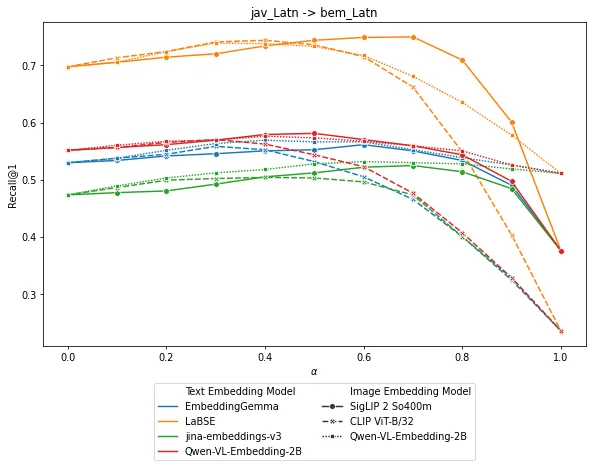 jav_Latn -> bem_Latn
Recall@1
0.7
0.6
0.5
0.4
0.3
0.0
0.2
0.4
0.6
0.8
1.0
α
Text Embedding Model
EmbeddingGemma
LaBSE
jina-embeddings-v3
Qwen-VL-Embedding-2B
Image Embedding Model
SigLIP 2 So400m
CLIP ViT-B/32
Qwen-VL-Embedding-2B